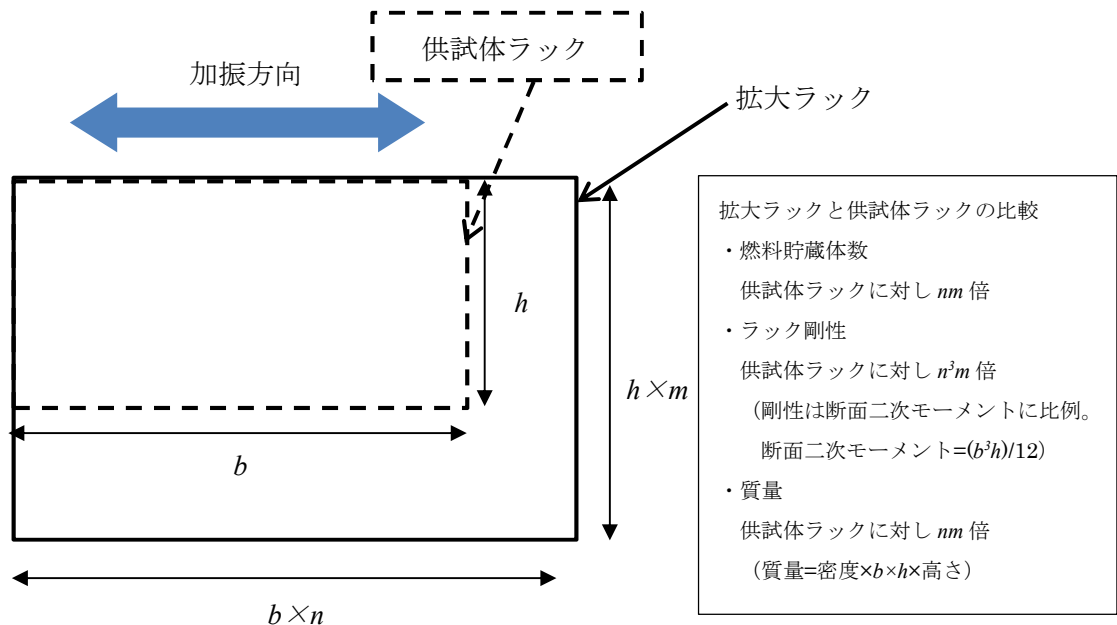 供試体ラック
加振方向
拡大ラック
h
h×m
b
b×n
拡大ラックと供試体ラックの比較
・燃料貯蔵体数
供試体ラックに対し nm 倍
・ラック剛性
供試体ラックに対し n³m 倍
（剛性は断面二次モーメントに比例。
断面二次モーメント=(b³h)/12）
・質量
供試体ラックに対し nm 倍
（質量=密度×b×h×高さ）